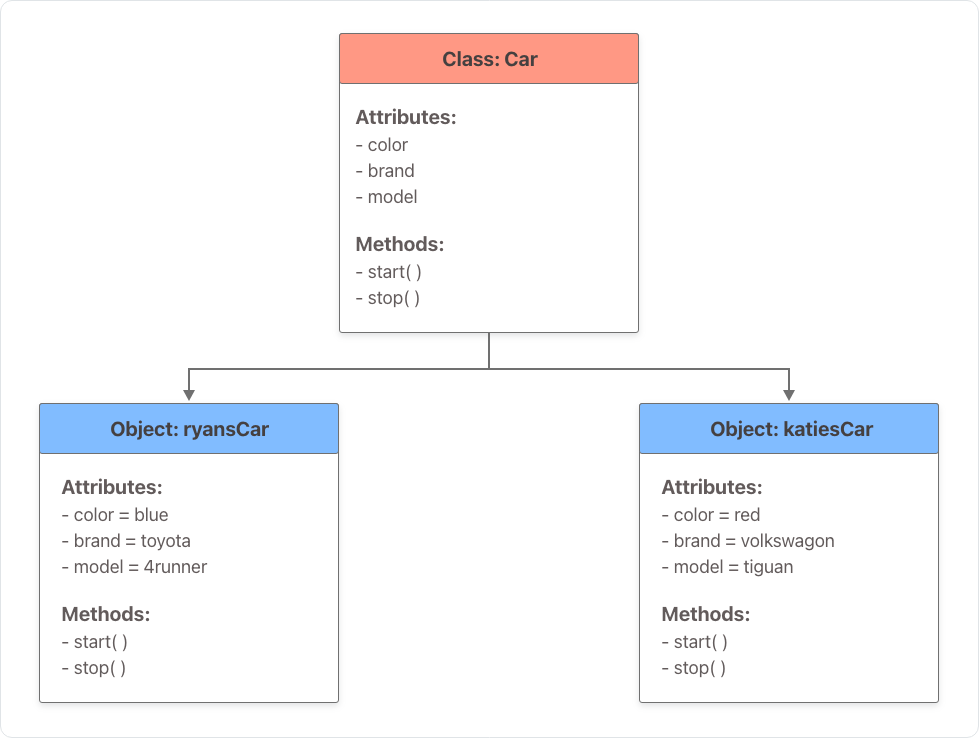 Class: Car
Attributes:
- color
- brand
- model
Methods:
- start( )
- stop( )
Object: ryansCar
Attributes:
- color = blue
- brand = toyota
- model = 4runner
Methods:
- start( )
- stop( )
Object: katiesCar
Attributes:
- color = red
- brand = volkswagon
- model = tiguan
Methods:
- start( )
- stop( )